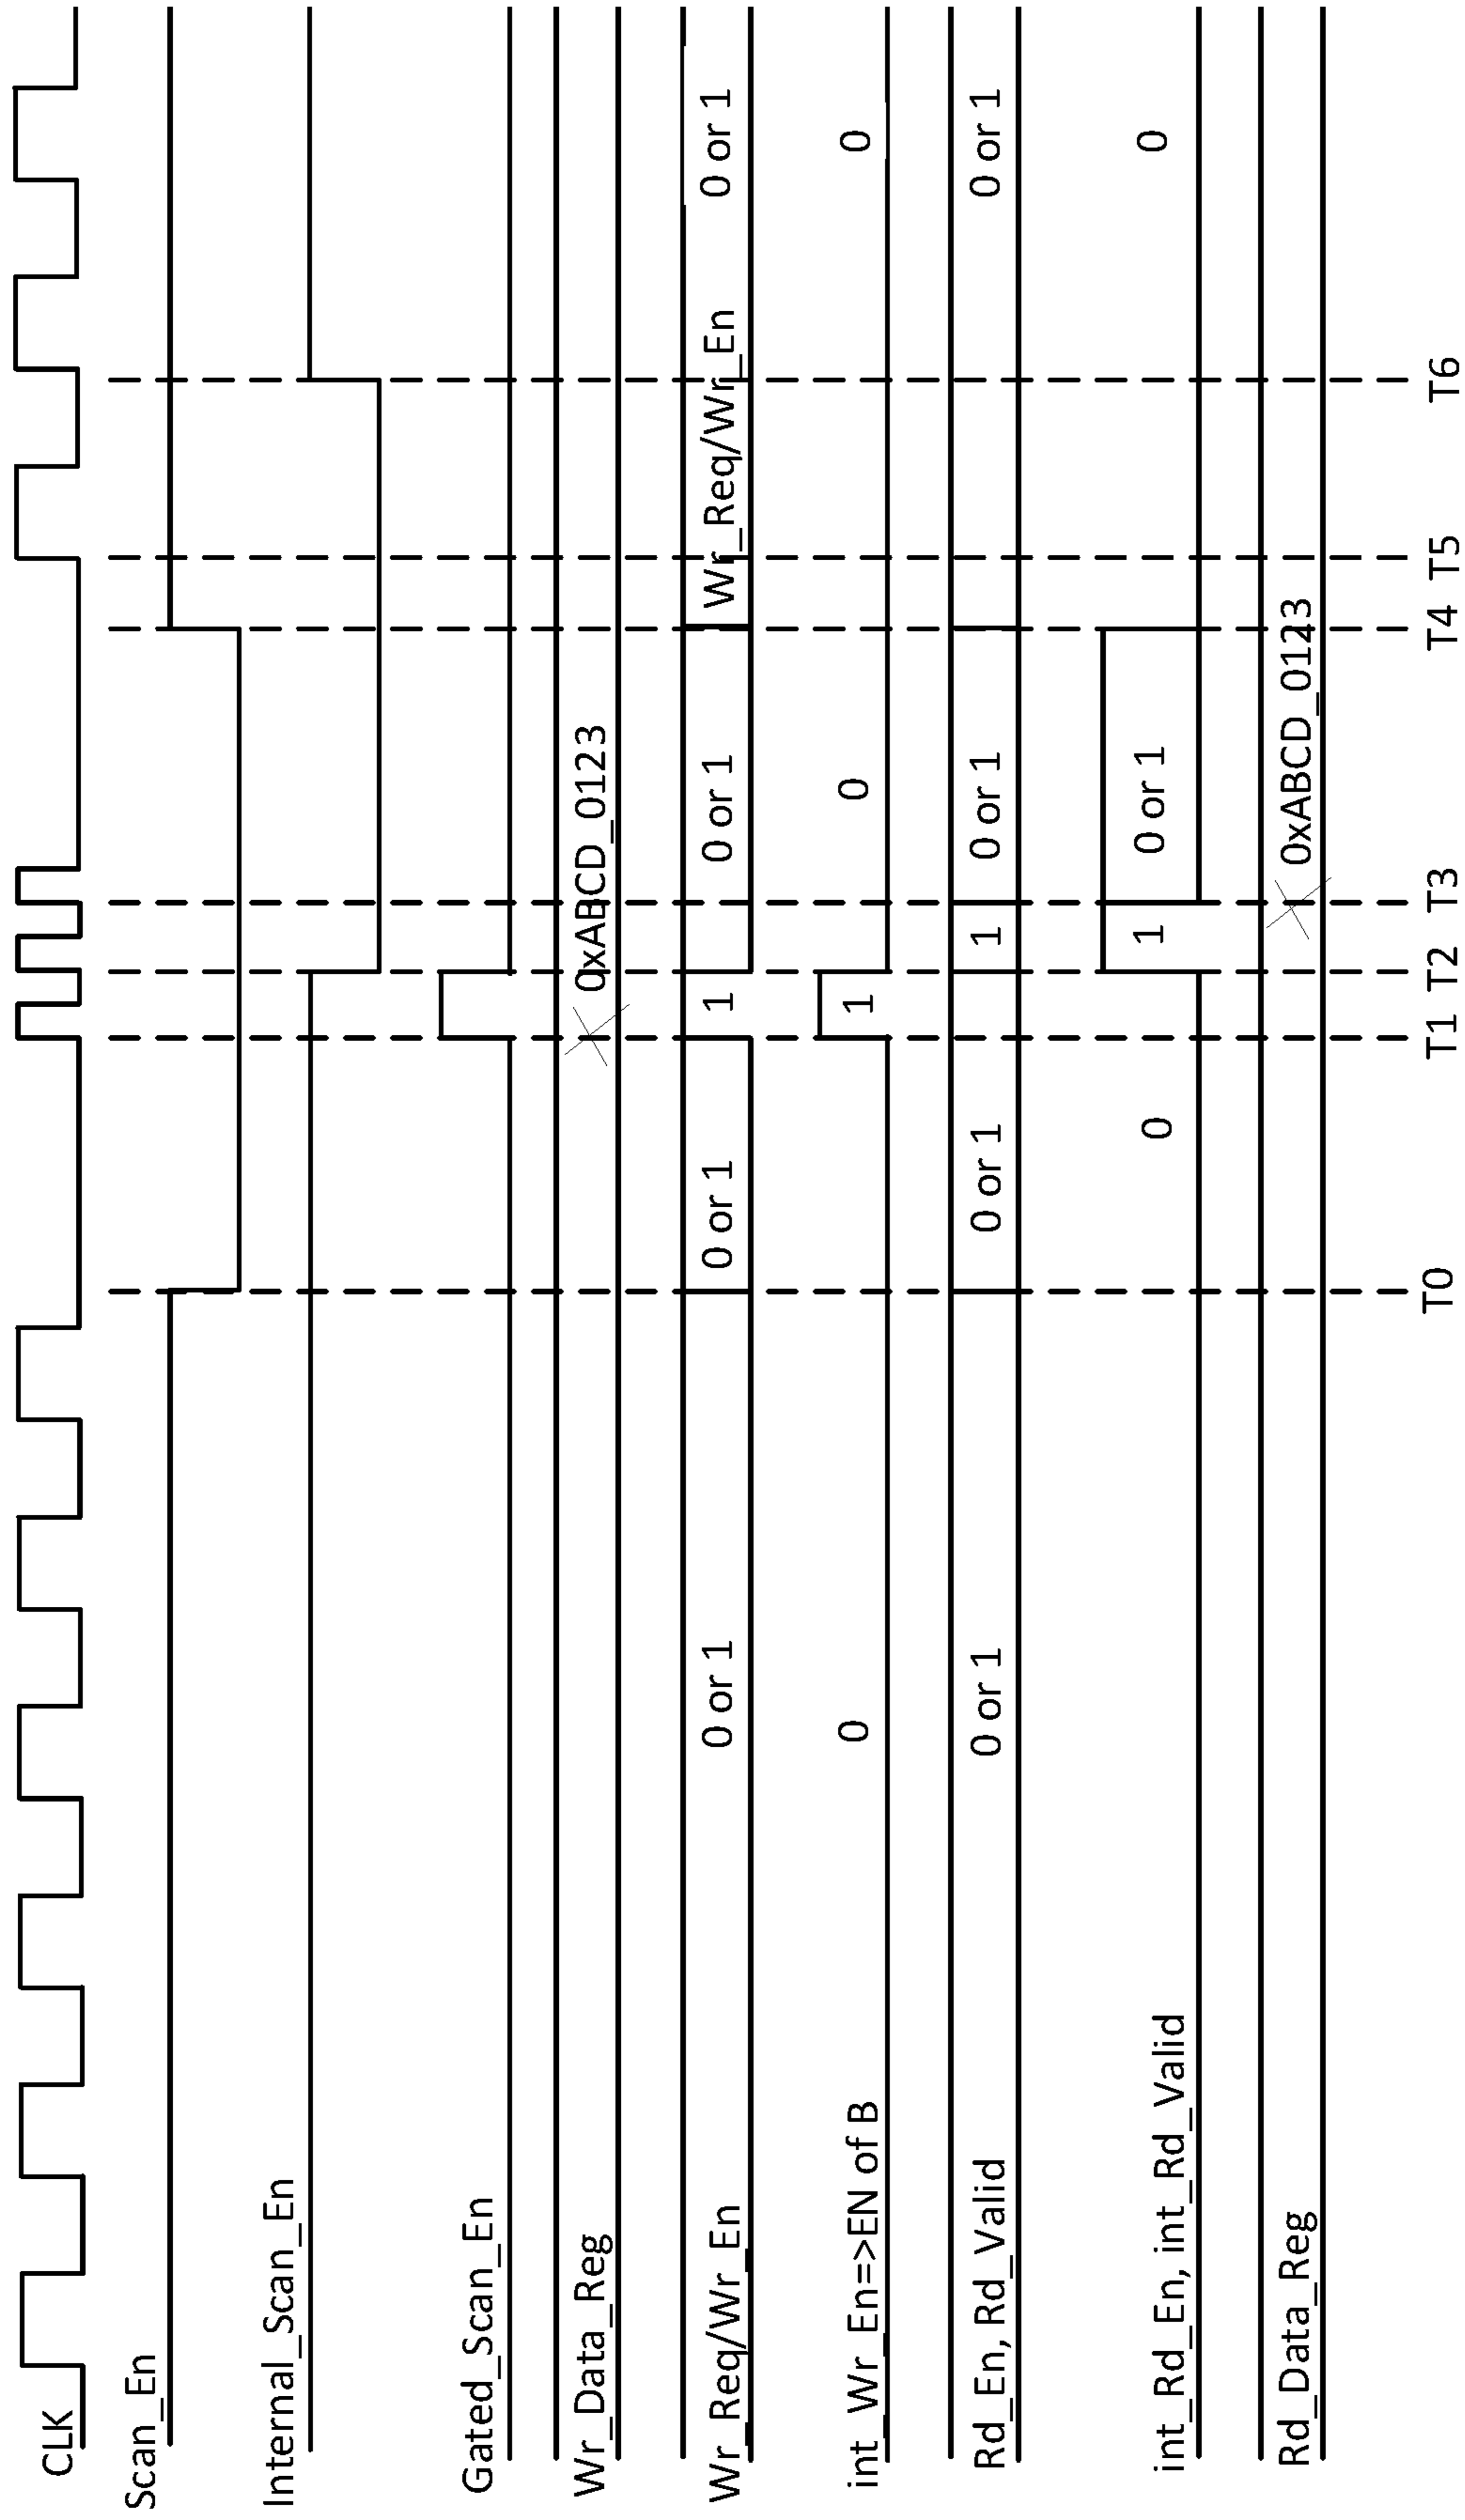 CLK
Scan_En
Internal_Scan_En
Gated_Scan_En
Wr_Data_Reg 0xABCD_0123
Wr_Req/Wr_En 0 or 1 0 or 1 1 0 or 1 Wr_Req/Wr_En 0 or 1
int_Wr_En=>EN of B 0 1 0 0
Rd_En, Rd_Valid 0 or 1 0 or 1 1 0 or 1 0 or 1
int_Rd_En, int_Rd_Valid 0 1 0 or 1 0
Rd_Data_Reg 0xABCD_0123
T0 T1 T2 T3 T4 T5 T6